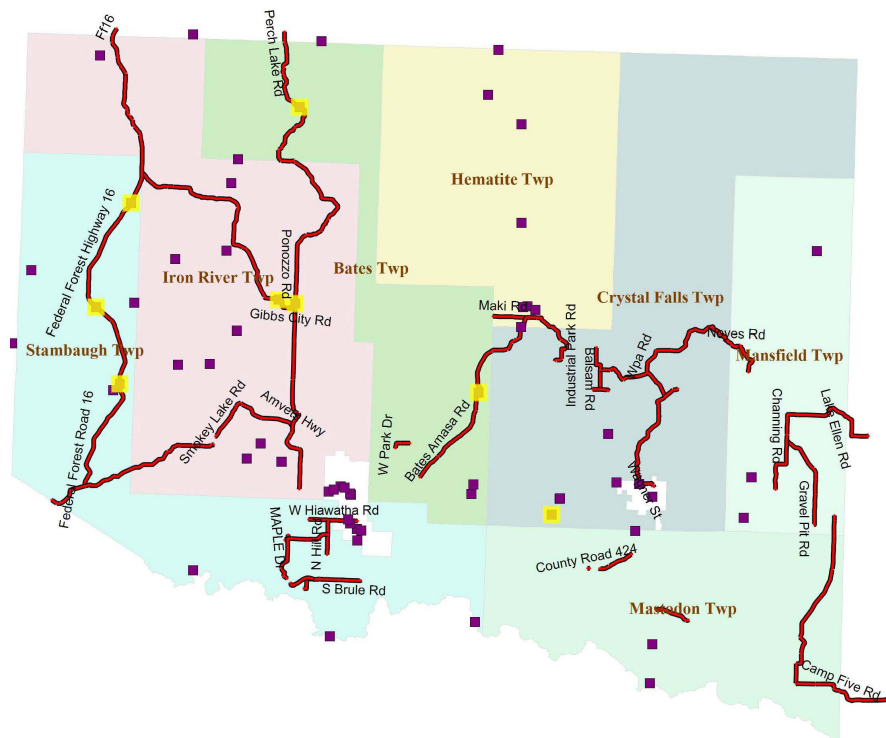 Ff16
Perch Lake Rd
Hematite Twp
Federal Forest Highway 16
Iron River Twp
Ponozzo Rd
Bates Twp
Gibbs City Rd
Maki Rd
Crystal Falls Twp
Industrial Park Rd
Noyes Rd
Stambaugh Twp
Balsam Rd
Wpa Rd
Mansfield Twp
Federal Forest Road 16
Smokey Lake Rd
Amvets Hwy
W Park Dr
Bates Amasa Rd
Channing Rd
Lake Ellen Rd
Wagner St
Gravel Pit Rd
W Hiawatha Rd
MAPLE Dr
N Hill Rd
S Brule Rd
County Road 424
Mastodon Twp
Camp Five Rd